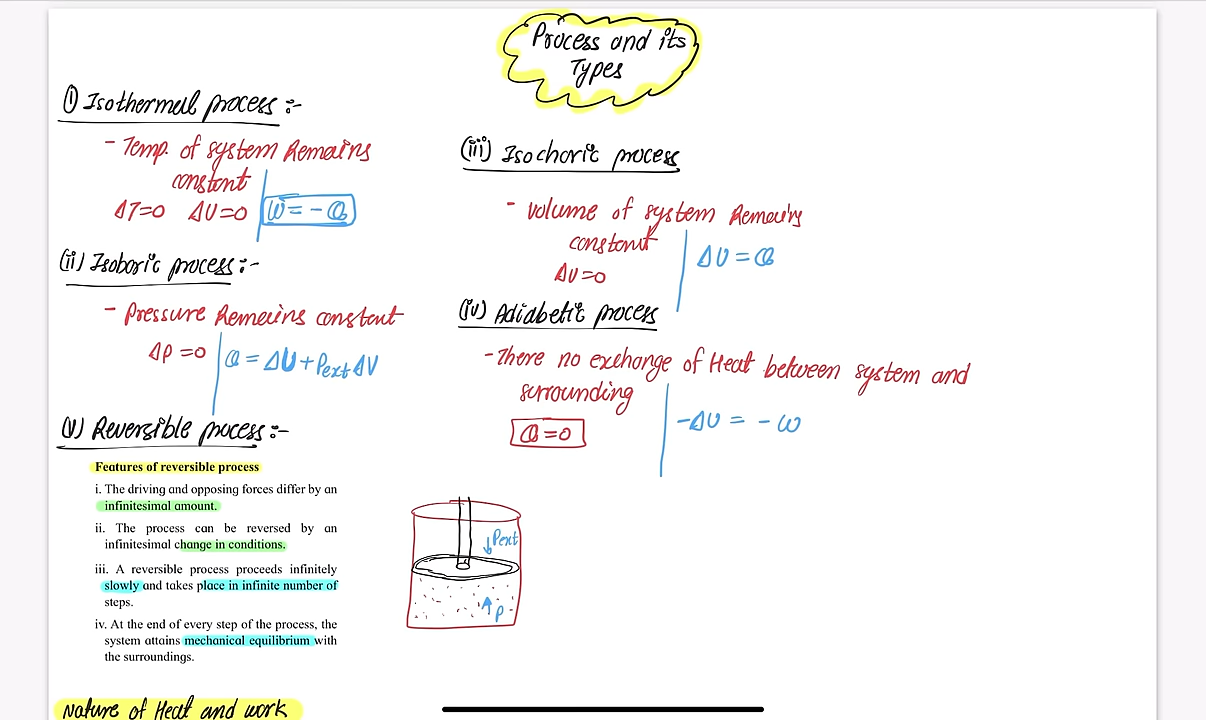 Process and its
Types
(i) Isothermal process :-
- Temp. of system Remains
constant
ΔT=0 ΔU=0 W = - Q
(ii) Isobaric process :-
- Pressure Remains constant
ΔP =0 Q = ΔU + Pext ΔV
(iii) Isochoric process
- volume of system Remains
constant
ΔU=0 ΔU = Q
(iv) Adiabetic process
- There no exchange of Heat between system and
surrounding
Q =0 -ΔU = - W
(v) Reversible process :-
Features of reversible process
i. The driving and opposing forces differ by an
infinitesimal amount.
ii. The process can be reversed by an
infinitesimal change in conditions.
iii. A reversible process proceeds infinitely
slowly and takes place in infinite number of
steps.
iv. At the end of every step of the process, the
system attains mechanical equilibrium with
the surroundings.
Pext
P
Nature of Heat and work